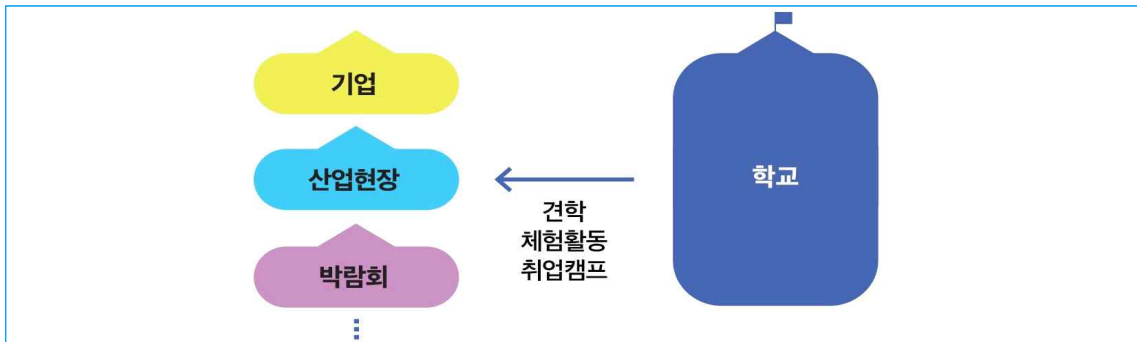 기업
산업현장
박람회
견학
체험활동
취업캠프
학교